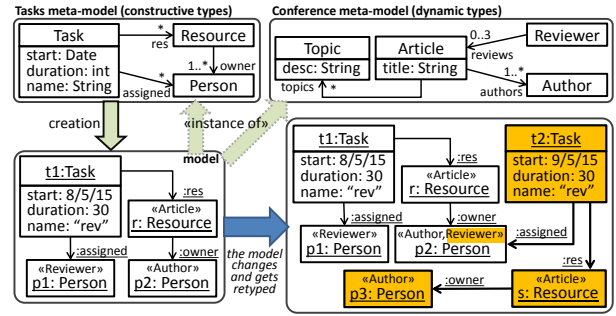 Tasks meta-model (constructive types)
Task
start: Date
duration: int
name: String
*
res
Resource
1..*
owner
*
assigned
Person
Conference meta-model (dynamic types)
Topic
desc: String
topics
*
Article
title: String
0..3
reviews
Reviewer
1..*
authors
Author
creation
«instance of»
model
t1:Task
start: 8/5/15
duration: 30
name: “rev”
:res
«Article»
r: Resource
:assigned
:owner
«Reviewer»
p1: Person
«Author»
p2: Person
the model
changes
and gets
retyped
t1:Task
start: 8/5/15
duration: 30
name: “rev”
:res
«Article»
r: Resource
:assigned
:owner
«Reviewer»
p1: Person
«Author,Reviewer»
p2: Person
t2:Task
start: 9/5/15
duration: 30
name: “rev”
:assigned
:res
«Author»
p3: Person
:owner
«Article»
s: Resource